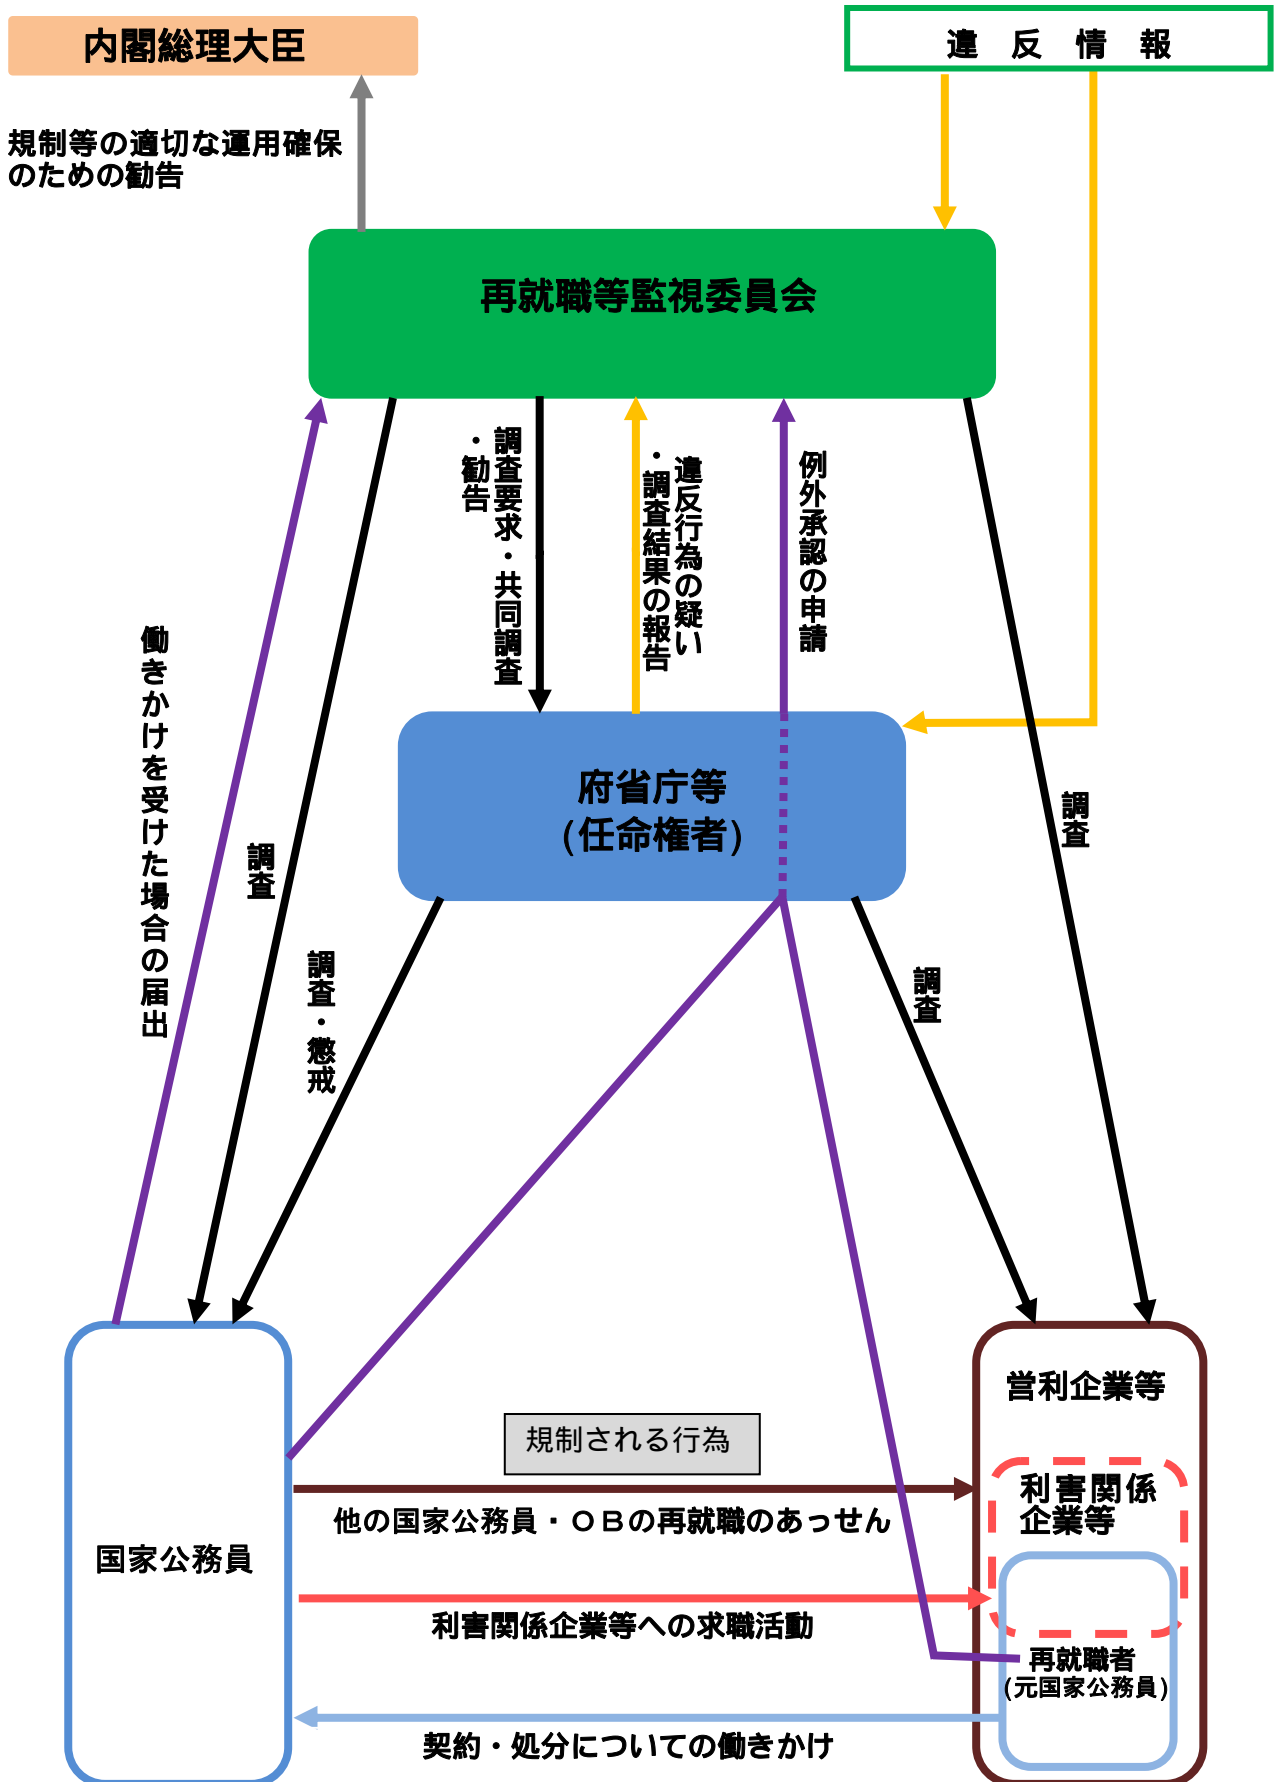 内閣総理大臣
違 反 情 報
規制等の適切な運用確保
のための勧告
再就職等監視委員会
調査要求・共同調査
・勧告
違反行為の疑い
・調査結果の報告
例外承認の申請
働きかけを受けた場合の届出
府省庁等
(任命権者)
調査
調査
調査・懲戒
調査
営利企業等
規制される行為
利害関係
企業等
他の国家公務員・ＯＢの再就職のあっせん
国家公務員
利害関係企業等への求職活動
再就職者
(元国家公務員)
契約・処分についての働きかけ